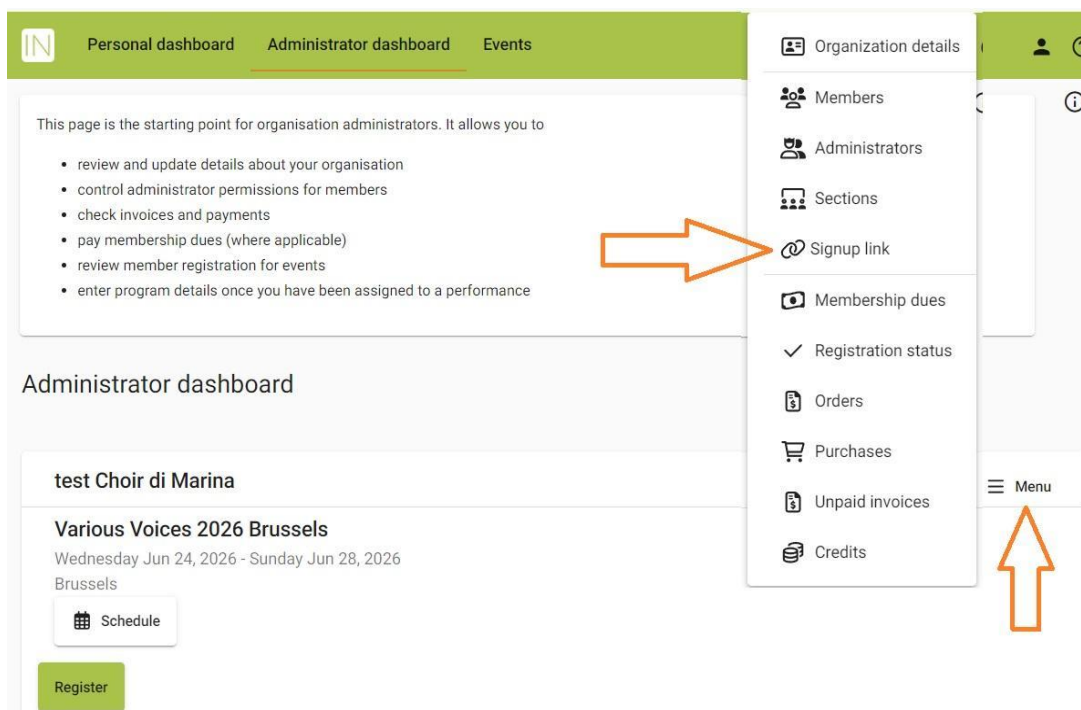 IN
Personal dashboard
Administrator dashboard
Events
This page is the starting point for organisation administrators. It allows you to
• review and update details about your organisation
• control administrator permissions for members
• check invoices and payments
• pay membership dues (where applicable)
• review member registration for events
• enter program details once you have been assigned to a performance
Organization details
Members
Administrators
Sections
Signup link
Membership dues
Registration status
Orders
Purchases
Unpaid invoices
Credits
Administrator dashboard
test Choir di Marina
Menu
Various Voices 2026 Brussels
Wednesday Jun 24, 2026 - Sunday Jun 28, 2026
Brussels
Schedule
Register